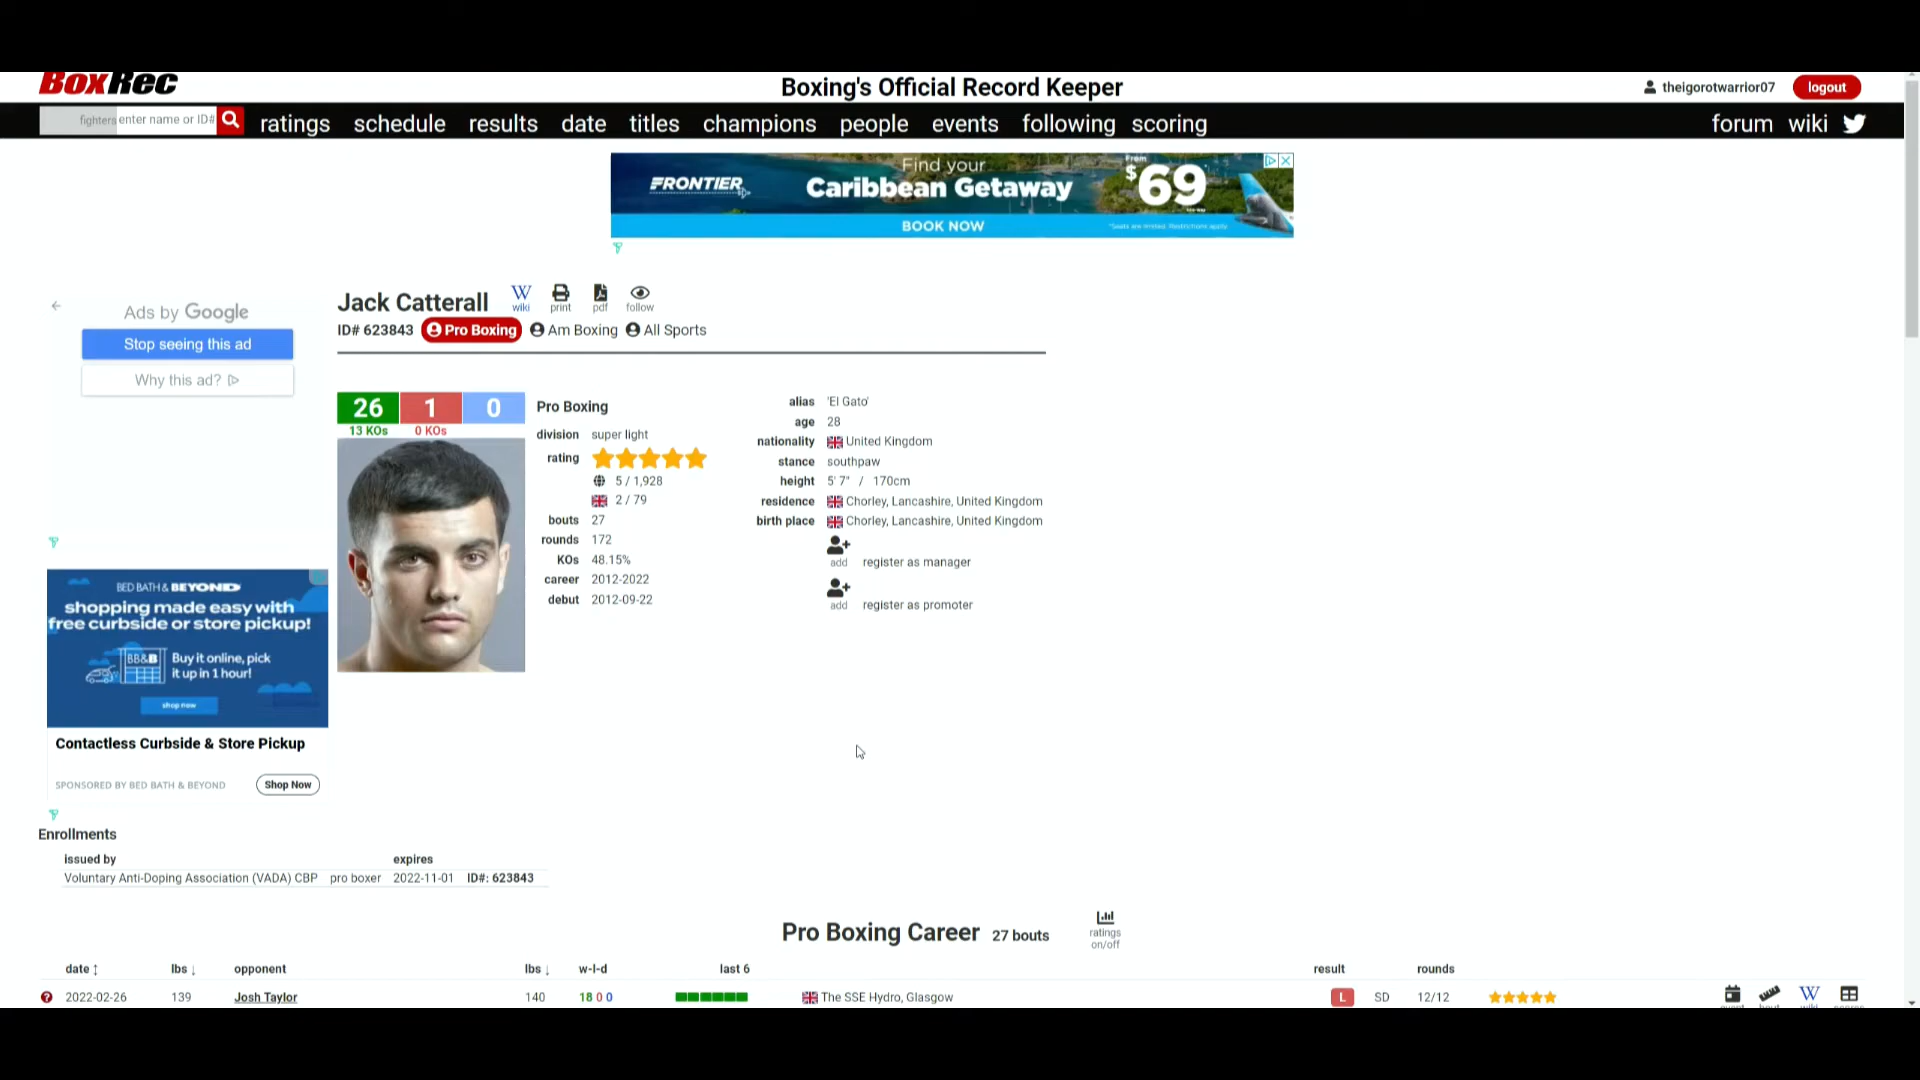 BoxRec
Boxing's Official Record Keeper
theigorotwarrior07
logout
fighters
enter name or ID#
ratings schedule results date titles champions people events following scoring
forum wiki
FRONTIER
Find your
Caribbean Getaway
BOOK NOW
From
$69
*Seats are limited. Restrictions apply.
Ads by Google
Stop seeing this ad
Why this ad?
Jack Catterall
wiki print pdf follow
ID# 623843 Pro Boxing Am Boxing All Sports
26 1 0
13 KOs 0 KOs
Pro Boxing
division super light
rating
5 / 1,928
2 / 79
bouts 27
rounds 172
KOs 48.15%
career 2012-2022
debut 2012-09-22
alias 'El Gato'
age 28
nationality United Kingdom
stance southpaw
height 5' 7" / 170cm
residence Chorley, Lancashire, United Kingdom
birth place Chorley, Lancashire, United Kingdom
add register as manager
add register as promoter
BED BATH & BEYOND
shopping made easy with
free curbside or store pickup!
BB&B
Buy it online, pick
it up in 1 hour!
shop now
Contactless Curbside & Store Pickup
SPONSORED BY BED BATH & BEYOND
Shop Now
Enrollments
issued by expires
Voluntary Anti-Doping Association (VADA) CBP pro boxer 2022-11-01 ID#: 623843
Pro Boxing Career 27 bouts
ratings
on/off
date lbs opponent lbs w-l-d last 6 result rounds
2022-02-26 139 Josh Taylor 140 18 0 0 The SSE Hydro, Glasgow L SD 12/12